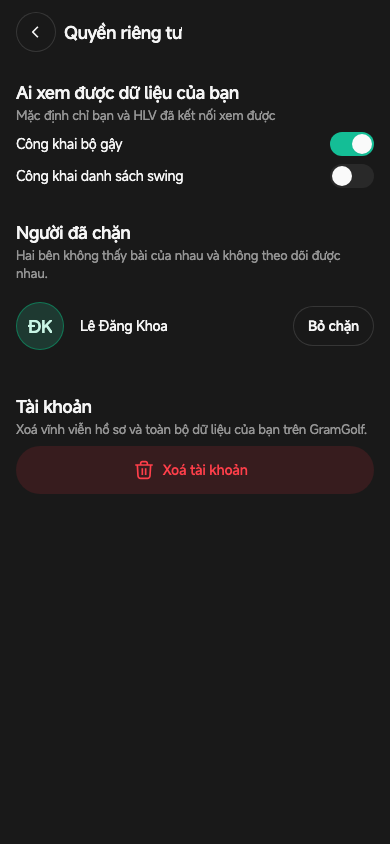 Quyền riêng tư
Ai xem được dữ liệu của bạn
Mặc định chỉ bạn và HLV đã kết nối xem được
Công khai bộ gậy
Công khai danh sách swing
Người đã chặn
Hai bên không thấy bài của nhau và không theo dõi được
nhau.
ĐK
Lê Đăng Khoa
Bỏ chặn
Tài khoản
Xoá vĩnh viễn hồ sơ và toàn bộ dữ liệu của bạn trên GramGolf.
Xoá tài khoản